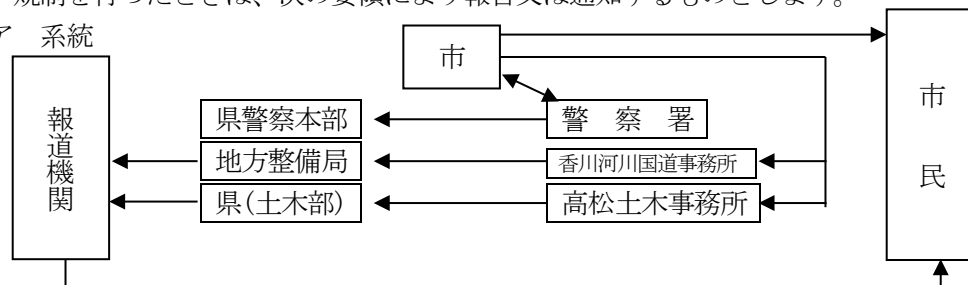 規制を行ったときは、次の要領により報告又は通知するものとします。
ア 系統
市
市民
報道機関
県警察本部
警 察 署
地方整備局
香川河川国道事務所
県(土木部)
高松土木事務所